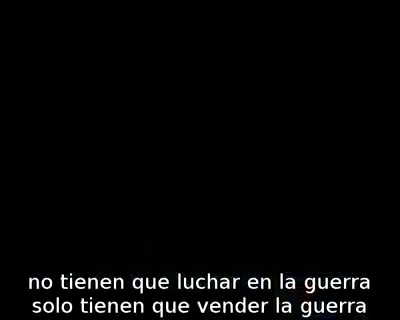 no tienen que luchar en la guerra
solo tienen que vender la guerra